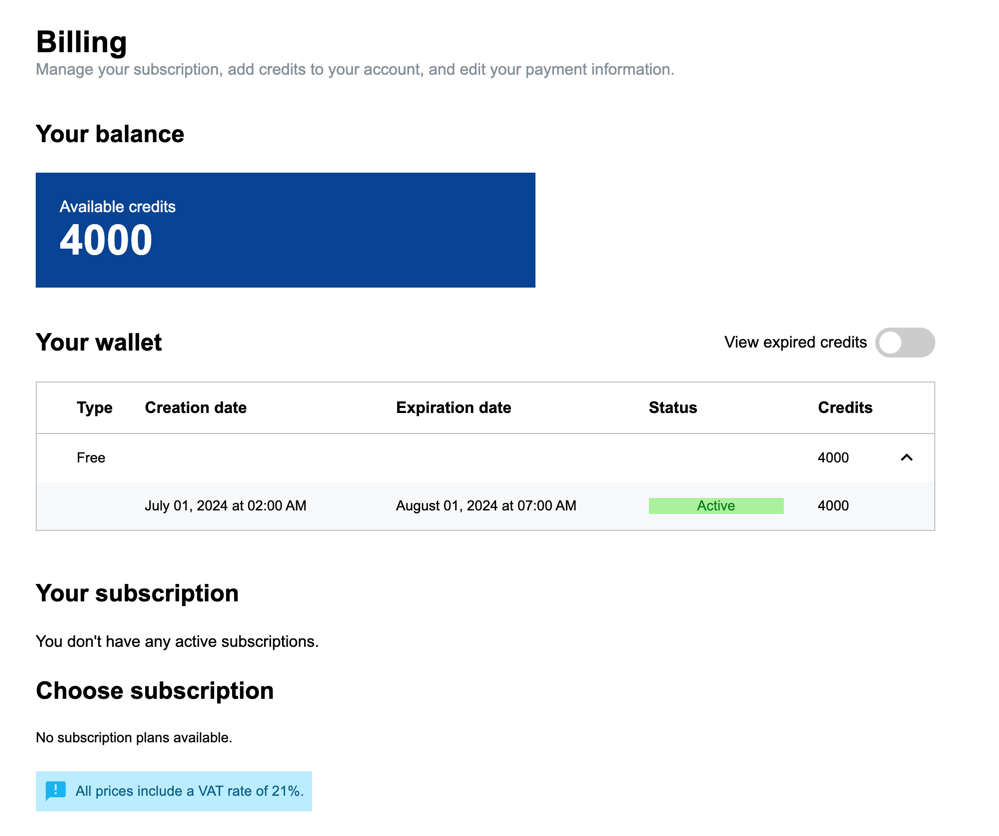 Billing
Manage your subscription, add credits to your account, and edit your payment information.
Your balance
Available credits
4000
Your wallet
View expired credits
Type Creation date Expiration date Status Credits
Free 4000
July 01, 2024 at 02:00 AM August 01, 2024 at 07:00 AM Active 4000
Your subscription
You don't have any active subscriptions.
Choose subscription
No subscription plans available.
All prices include a VAT rate of 21%.